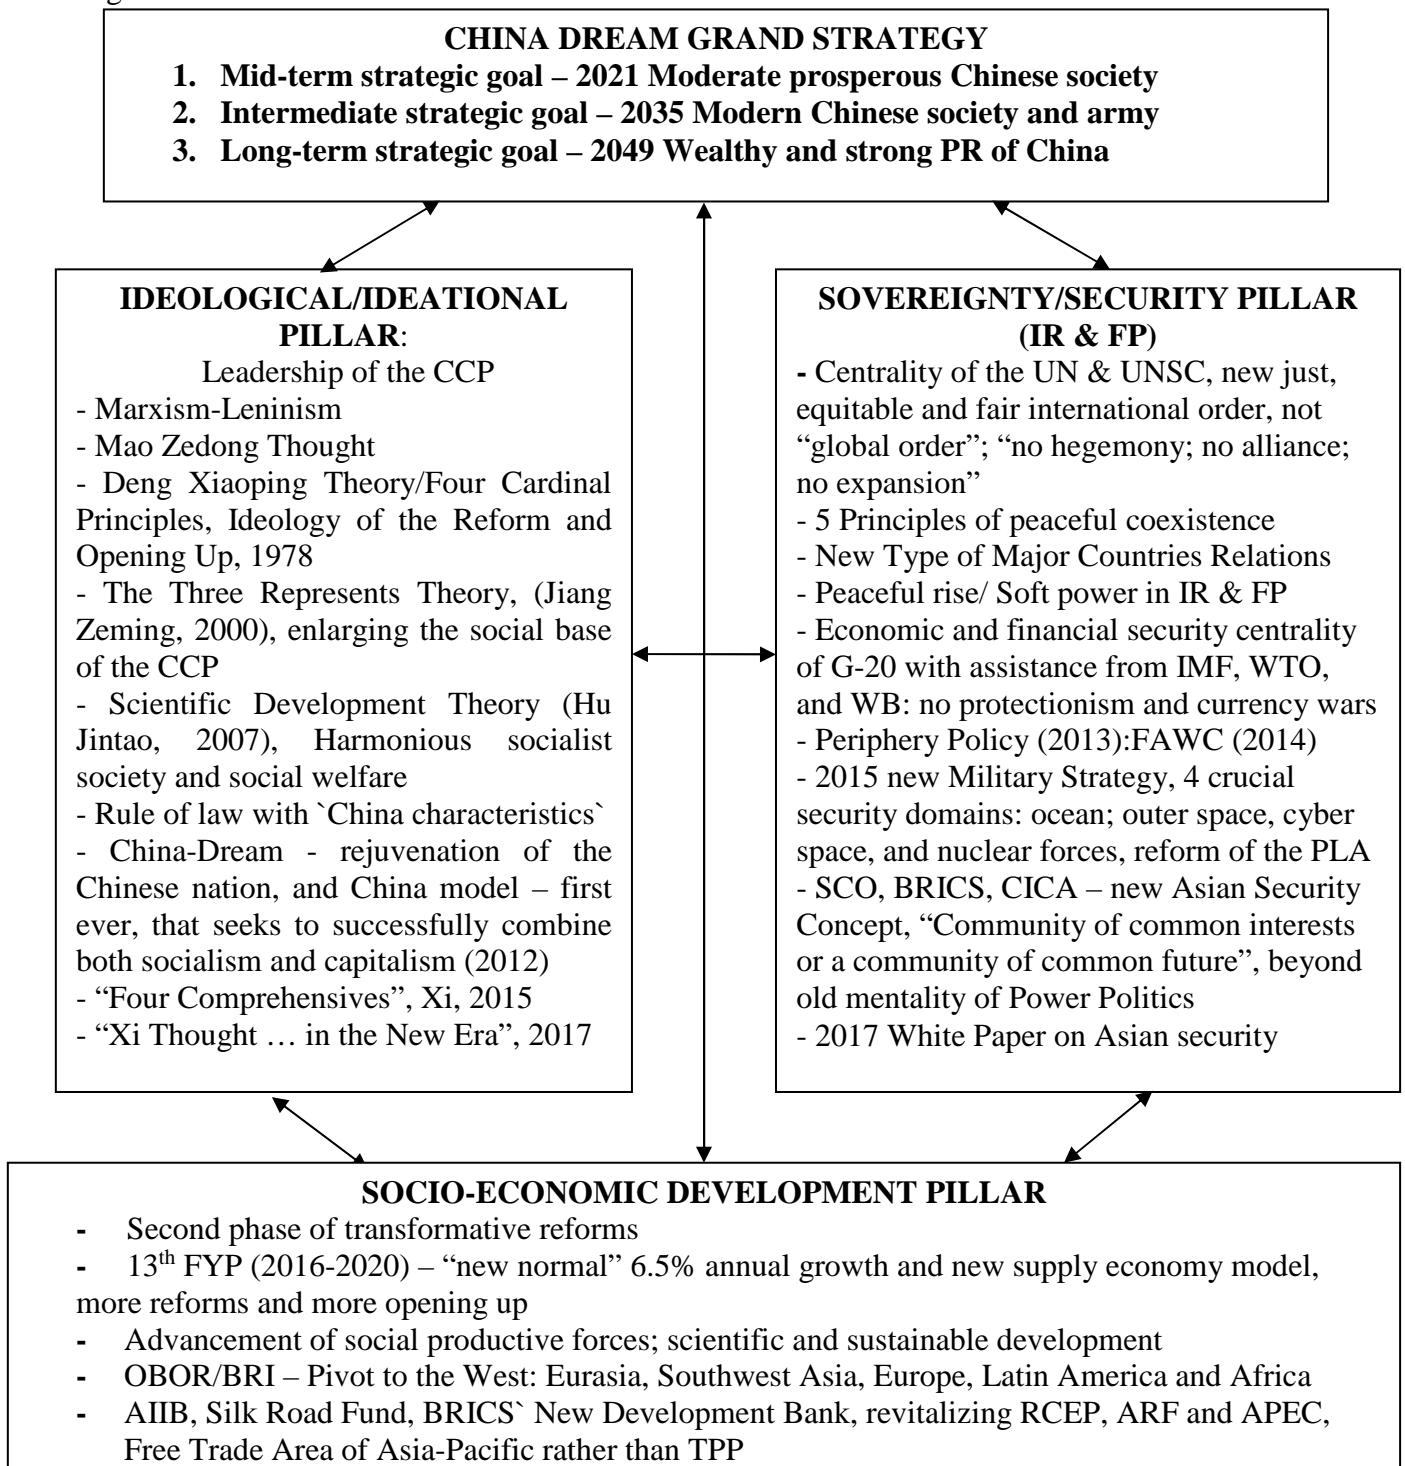 CHINA DREAM GRAND STRATEGY
1. Mid-term strategic goal – 2021 Moderate prosperous Chinese society
2. Intermediate strategic goal – 2035 Modern Chinese society and army
3. Long-term strategic goal – 2049 Wealthy and strong PR of China
IDEOLOGICAL/IDEATIONAL
PILLAR:
Leadership of the CCP
- Marxism-Leninism
- Mao Zedong Thought
- Deng Xiaoping Theory/Four Cardinal
Principles, Ideology of the Reform and
Opening Up, 1978
- The Three Represents Theory, (Jiang
Zeming, 2000), enlarging the social base
of the CCP
- Scientific Development Theory (Hu
Jintao, 2007), Harmonious socialist
society and social welfare
- Rule of law with `China characteristics`
- China-Dream - rejuvenation of the
Chinese nation, and China model – first
ever, that seeks to successfully combine
both socialism and capitalism (2012)
- “Four Comprehensives”, Xi, 2015
- “Xi Thought … in the New Era”, 2017
SOVEREIGNTY/SECURITY PILLAR
(IR & FP)
- Centrality of the UN & UNSC, new just,
equitable and fair international order, not
“global order”; “no hegemony; no alliance;
no expansion”
- 5 Principles of peaceful coexistence
- New Type of Major Countries Relations
- Peaceful rise/ Soft power in IR & FP
- Economic and financial security centrality
of G-20 with assistance from IMF, WTO,
and WB: no protectionism and currency wars
- Periphery Policy (2013):FAWC (2014)
- 2015 new Military Strategy, 4 crucial
security domains: ocean; outer space, cyber
space, and nuclear forces, reform of the PLA
- SCO, BRICS, CICA – new Asian Security
Concept, “Community of common interests
or a community of common future”, beyond
old mentality of Power Politics
- 2017 White Paper on Asian security
SOCIO-ECONOMIC DEVELOPMENT PILLAR
- Second phase of transformative reforms
- 13th FYP (2016-2020) – “new normal” 6.5% annual growth and new supply economy model,
more reforms and more opening up
- Advancement of social productive forces; scientific and sustainable development
- OBOR/BRI – Pivot to the West: Eurasia, Southwest Asia, Europe, Latin America and Africa
- AIIB, Silk Road Fund, BRICS` New Development Bank, revitalizing RCEP, ARF and APEC,
Free Trade Area of Asia-Pacific rather than TPP